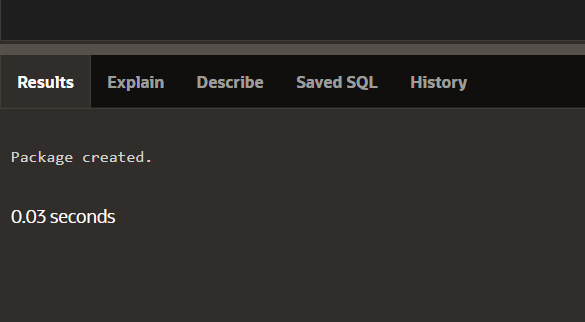 Results Explain Describe Saved SQL History
Package created.
0.03 seconds